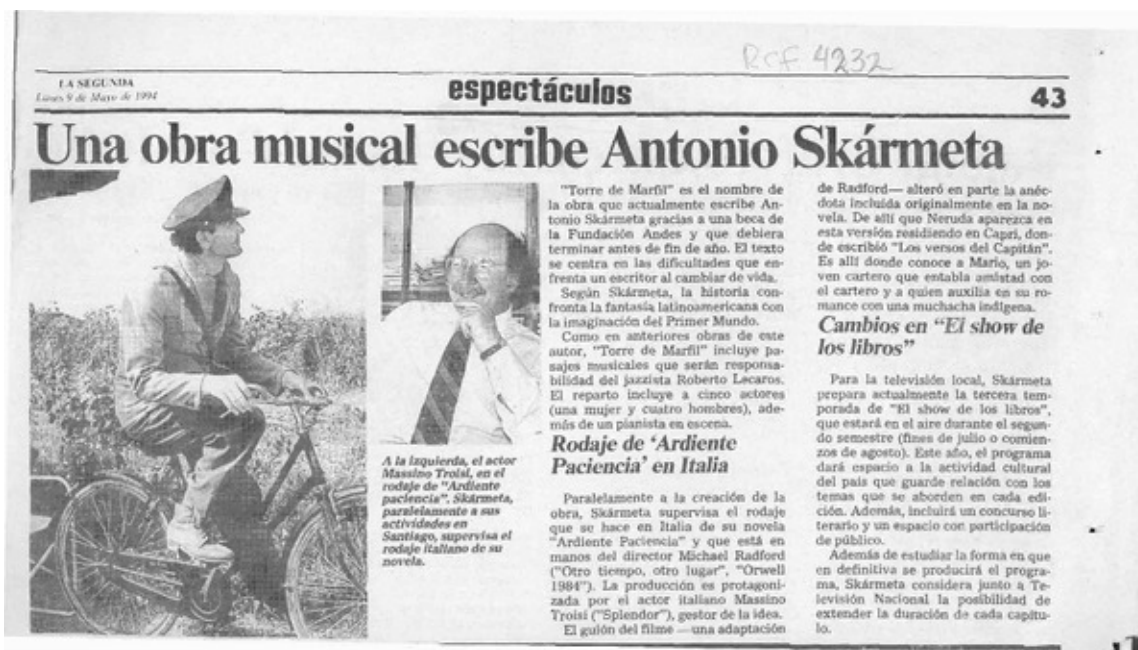 Rcf 4232
LA SEGUNDA
Lunes 9 de Mayo de 1994
espectáculos
43
Una obra musical escribe Antonio Skármeta
A la izquierda, el actor
Massino Troisi, en el
rodaje de "Ardiente
paciencia". Skármeta,
paralelamente a sus
actividades en
Santiago, supervisa el
rodaje italiano de su
novela.
"Torre de Marfil" es el nombre de
la obra que actualmente escribe An-
tonio Skármeta gracias a una beca de
la Fundación Andes y que debiera
terminar antes de fin de año. El texto
se centra en las dificultades que en-
frenta un escritor al cambiar de vida.
Según Skármeta, la historia con-
fronta la fantasía latinoamericana con
la imaginación del Primer Mundo.
Como en anteriores obras de este
autor, "Torre de Marfil" incluye pa-
sajes musicales que serán responsa-
bilidad del jazzista Roberto Lecaros.
El reparto incluye a cinco actores
(una mujer y cuatro hombres), ade-
más de un pianista en escena.
Rodaje de 'Ardiente
Paciencia' en Italia
Paralelamente a la creación de la
obra, Skármeta supervisa el rodaje
que se hace en Italia de su novela
"Ardiente Paciencia" y que está en
manos del director Michael Radford
("Otro tiempo, otro lugar", "Orwell
1984"). La producción es protagoni-
zada por el actor italiano Massino
Troisi ("Splendor"), gestor de la idea.
El guión del filme —una adaptación
de Radford— alteró en parte la anéc-
dota incluida originalmente en la no-
vela. De allí que Neruda aparezca en
esta versión residiendo en Capri, don-
de escribió "Los versos del Capitán".
Es allí donde conoce a Mario, un jo-
ven cartero que entabla amistad con
el cartero y a quien auxilia en su ro-
mance con una muchacha indígena.
Cambios en "El show de
los libros"
Para la televisión local, Skármeta
prepara actualmente la tercera tem-
porada de "El show de los libros",
que estará en el aire durante el segun-
do semestre (fines de julio o comien-
zos de agosto). Este año, el programa
dará espacio a la actividad cultural
del país que guarde relación con los
temas que se aborden en cada edi-
ción. Además, incluirá un concurso li-
terario y un espacio con participación
de público.
Además de estudiar la forma en que
en definitiva se producirá el progra-
ma, Skármeta considera junto a Te-
levisión Nacional la posibilidad de
extender la duración de cada capítu-
lo.